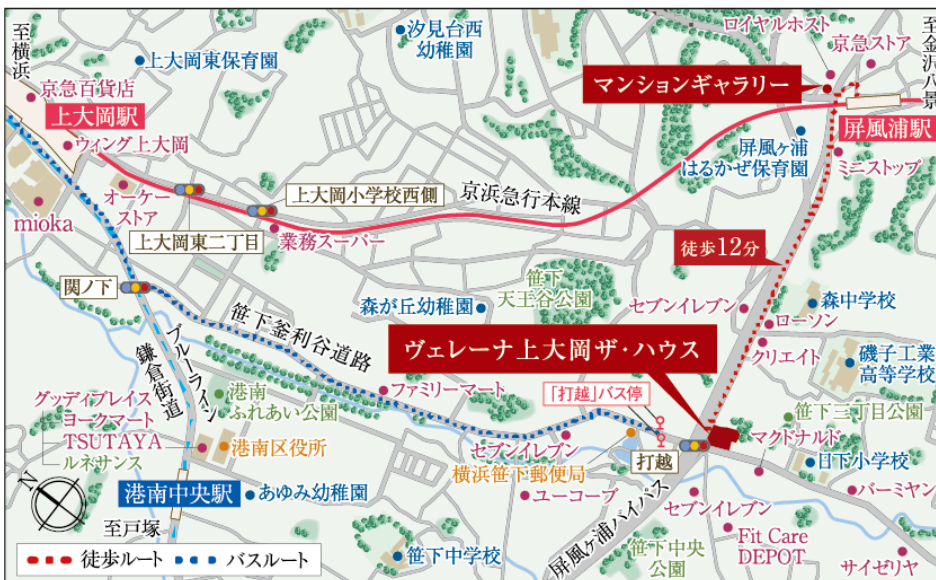 至横浜
京急百貨店
上大岡駅
ウィング上大岡
mioka
オーケー
ストア
上大岡東保育園
汐見台西
幼稚園
ロイヤルホスト
京急ストア
至金沢八景
マンションギャラリー
屏風浦駅
屏風ヶ浦
はるかぜ保育園
ミニストップ
上大岡小学校西側
京浜急行本線
上大岡東二丁目
業務スーパー
徒歩12分
関ノ下
笹下釜利谷道路
森が丘幼稚園
笹下
天王谷公園
セブンイレブン
森中学校
ローソン
クリエイト
磯子工業
高等学校
ヴェレーナ上大岡ザ・ハウス
鎌倉街道
ブルーライン
グッディプレイス
ヨークマート
TSUTAYA
ルネサンス
港南
ふれあい公園
港南区役所
ファミリーマート
「打越」バス停
セブンイレブン
横浜笹下郵便局
打越
マクドナルド
笹下三丁目公園
日下小学校
バーミヤン
港南中央駅
あゆみ幼稚園
ユーコープ
屏風ヶ浦バイパス
セブンイレブン
Fit Care
DEPOT
サイゼリヤ
笹下中央
公園
笹下中学校
至戸塚
N
徒歩ルート
バスルート